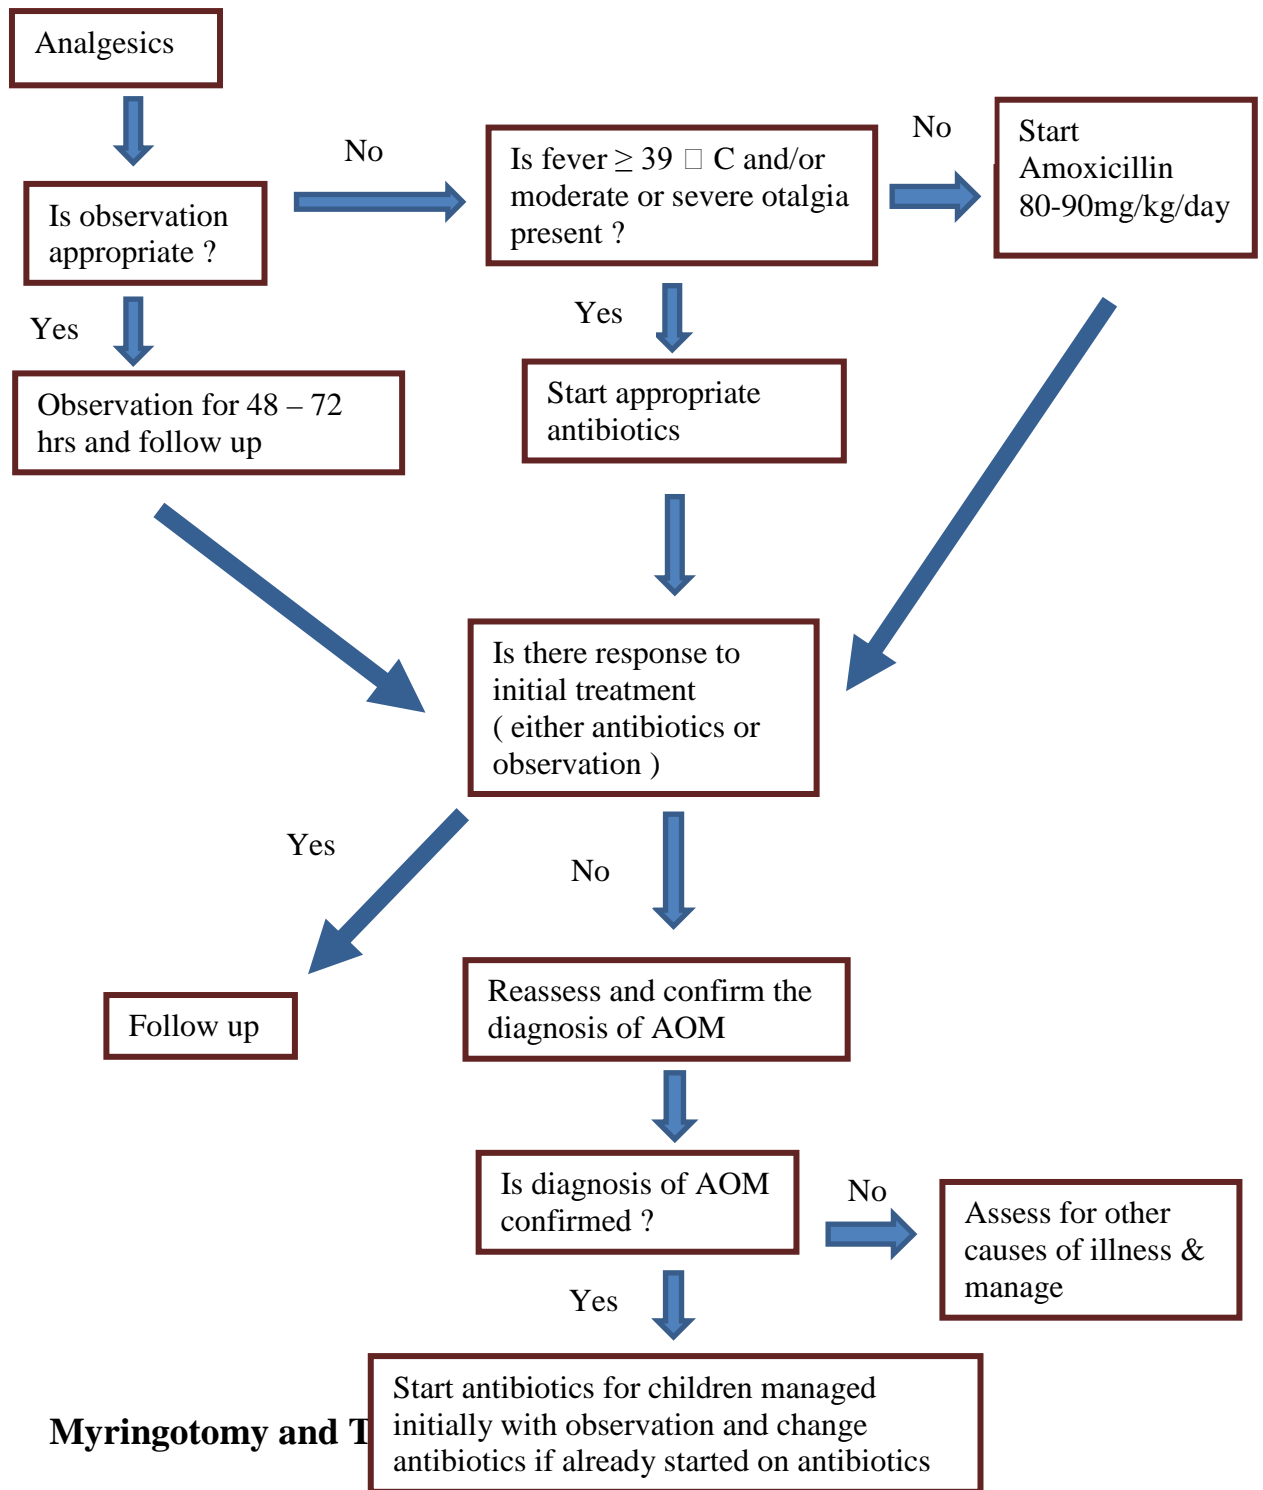 Analgesics
No
No
Is fever ≥ 39 □ C and/or
moderate or severe otalgia
present ?
Start
Amoxicillin
80-90mg/kg/day
Is observation
appropriate ?
Yes
Yes
Observation for 48 – 72
hrs and follow up
Start appropriate
antibiotics
Is there response to
initial treatment
( either antibiotics or
observation )
Yes
No
Follow up
Reassess and confirm the
diagnosis of AOM
Is diagnosis of AOM
confirmed ?
No
Assess for other
causes of illness &
manage
Yes
Start antibiotics for children managed
initially with observation and change
antibiotics if already started on antibiotics
Myringotomy and T